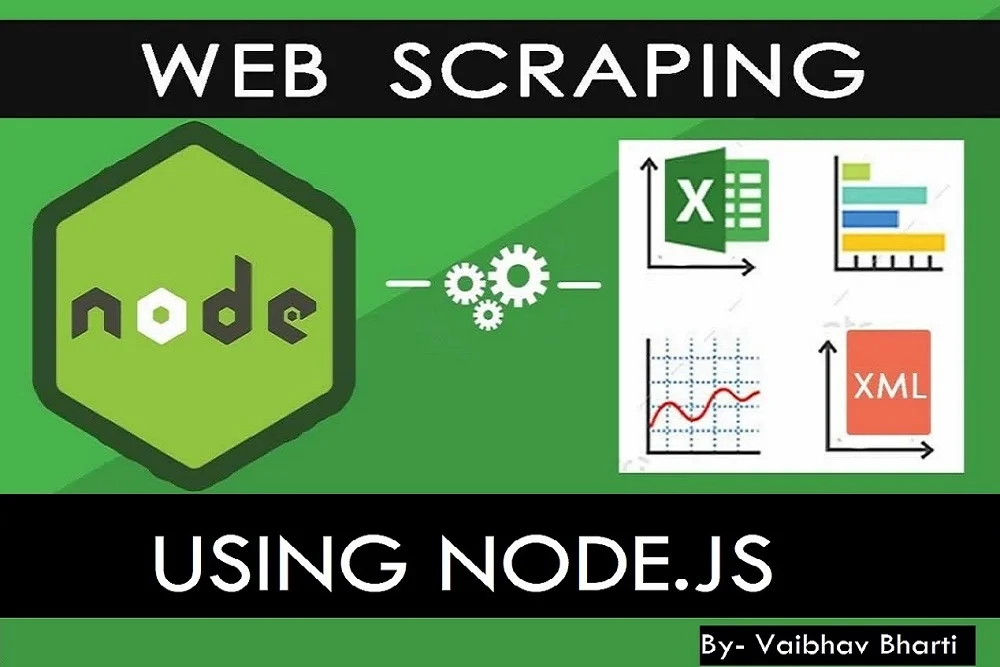 WEB SCRAPING
node
X
XML
USING NODE.JS
By- Vaibhav Bharti